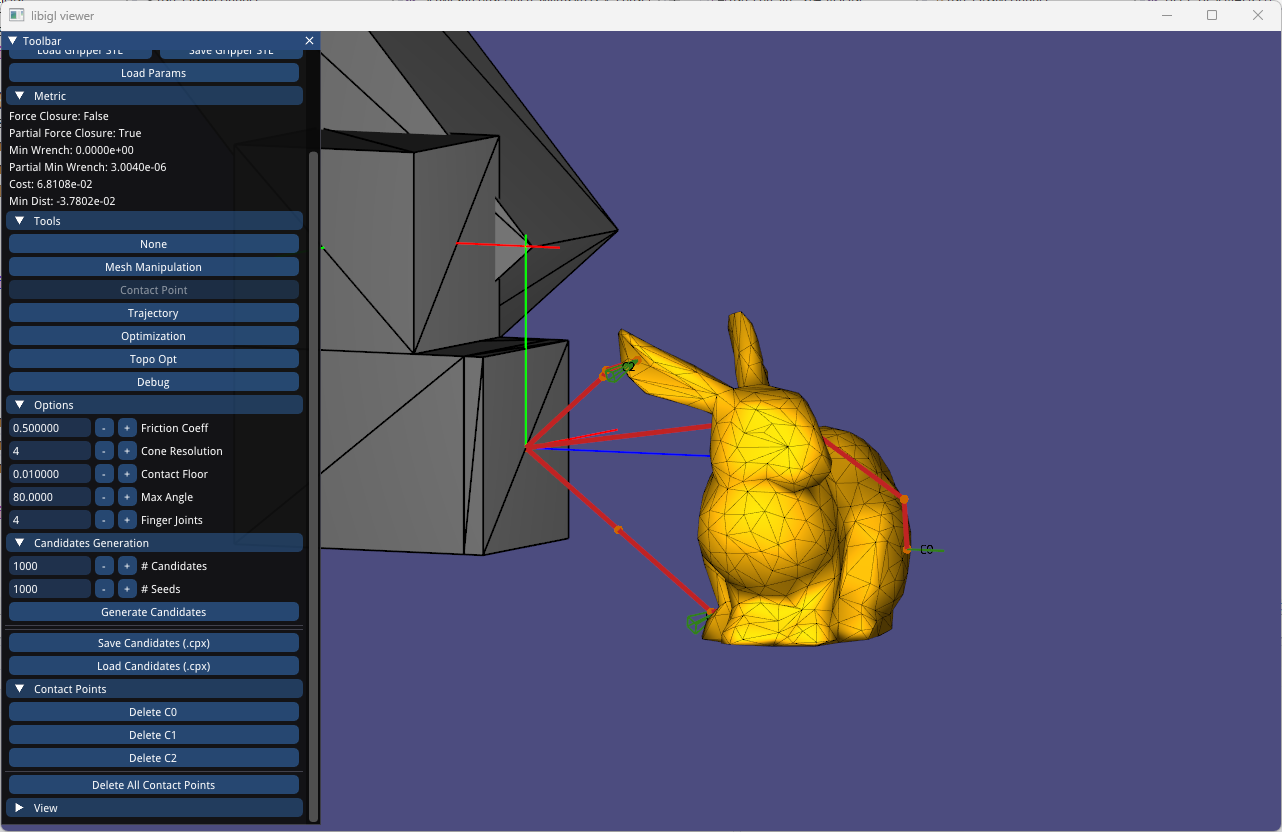 libigl viewer
Toolbar
Load Gripper STL
Save Gripper STL
Load Params
Metric
Force Closure: False
Partial Force Closure: True
Min Wrench: 0.0000e+00
Partial Min Wrench: 3.0040e-06
Cost: 6.8108e-02
Min Dist: -3.7802e-02
Tools
None
Mesh Manipulation
Contact Point
Trajectory
Optimization
Topo Opt
Debug
Options
0.500000 - + Friction Coeff
4 - + Cone Resolution
0.010000 - + Contact Floor
80.0000 - + Max Angle
4 - + Finger Joints
Candidates Generation
1000 - + # Candidates
1000 - + # Seeds
Generate Candidates
Save Candidates (.cpx)
Load Candidates (.cpx)
Contact Points
Delete C0
Delete C1
Delete C2
Delete All Contact Points
View
C2
C0